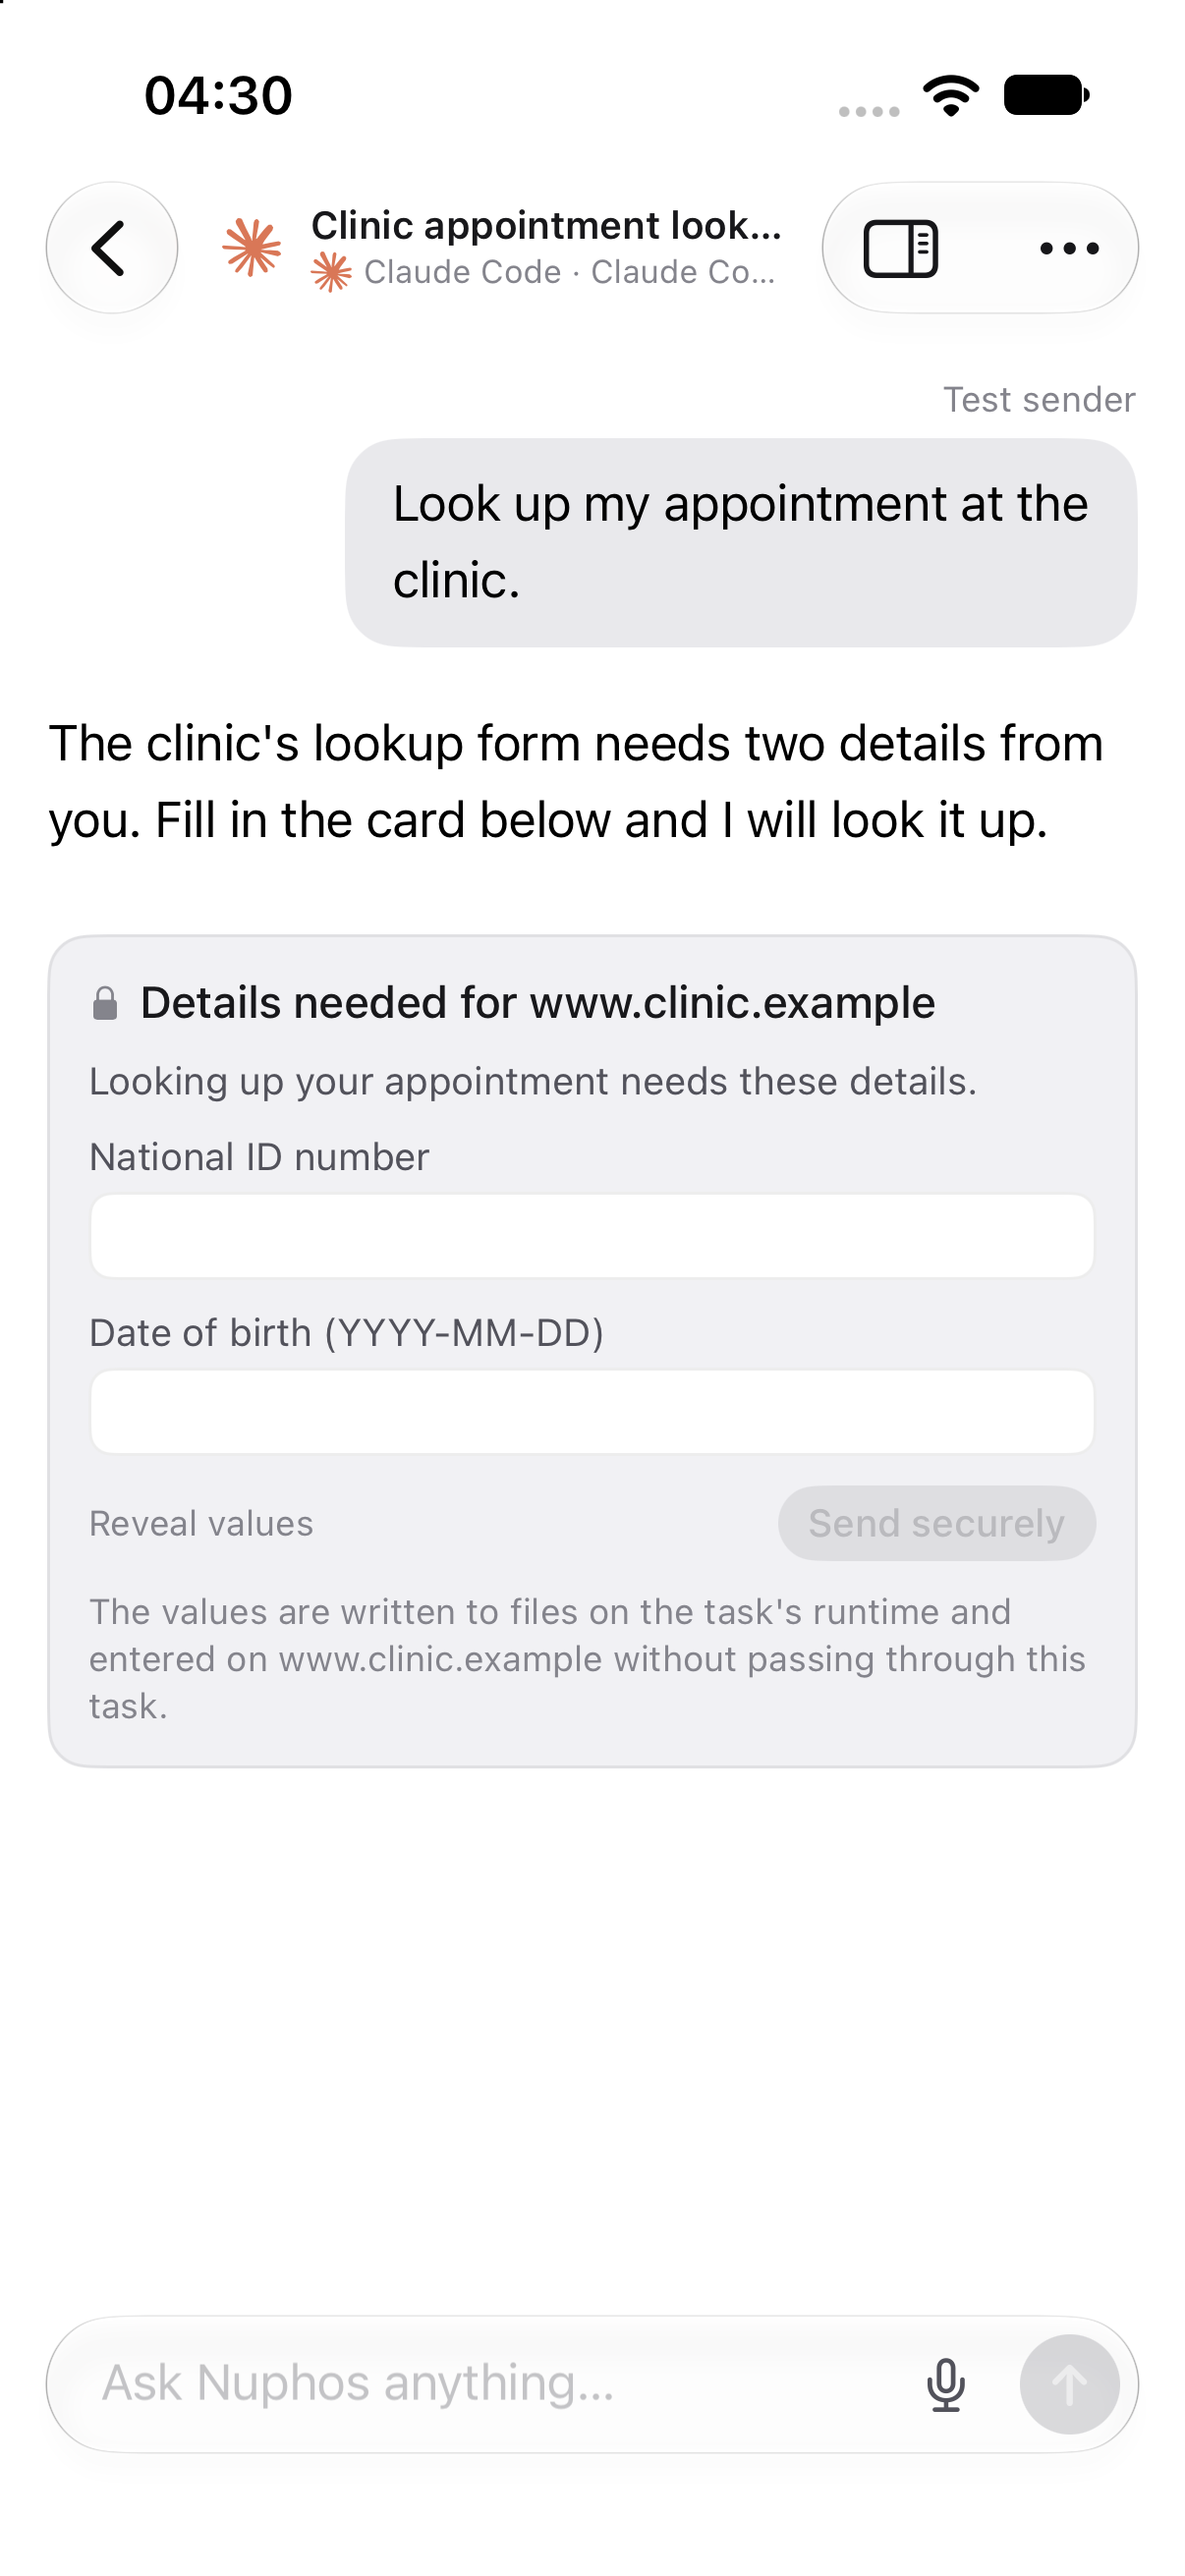 04:30
Clinic appointment look...
Claude Code · Claude Co...
Test sender
Look up my appointment at the
clinic.
The clinic's lookup form needs two details from
you. Fill in the card below and I will look it up.
Details needed for www.clinic.example
Looking up your appointment needs these details.
National ID number
Date of birth (YYYY-MM-DD)
Reveal values
Send securely
The values are written to files on the task's runtime and
entered on www.clinic.example without passing through this
task.
Ask Nuphos anything...